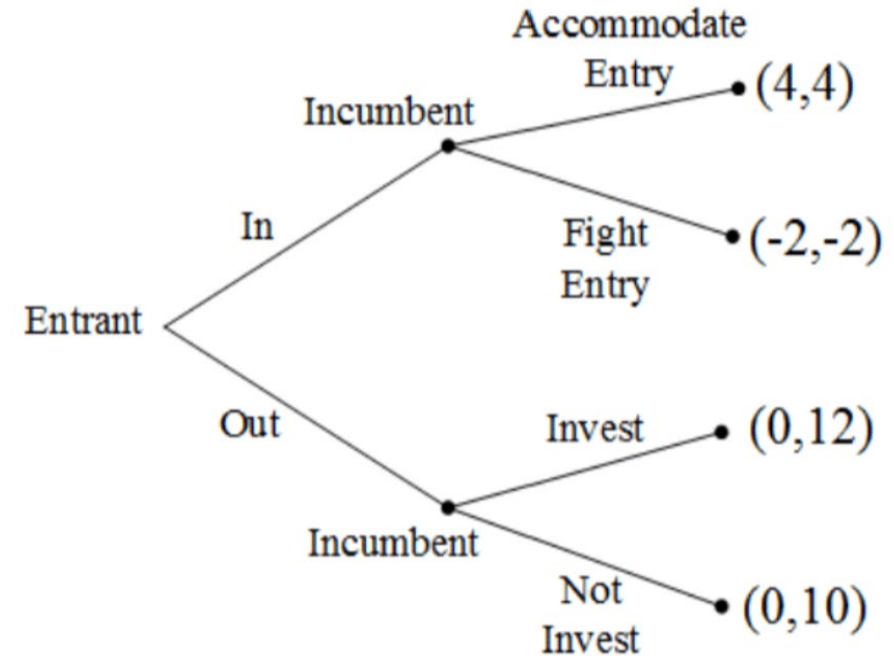 Accommodate
Entry
(4,4)
Incumbent
In
Fight
Entry
(-2,-2)
Entrant
Out
Invest
(0,12)
Incumbent
Not
Invest
(0,10)